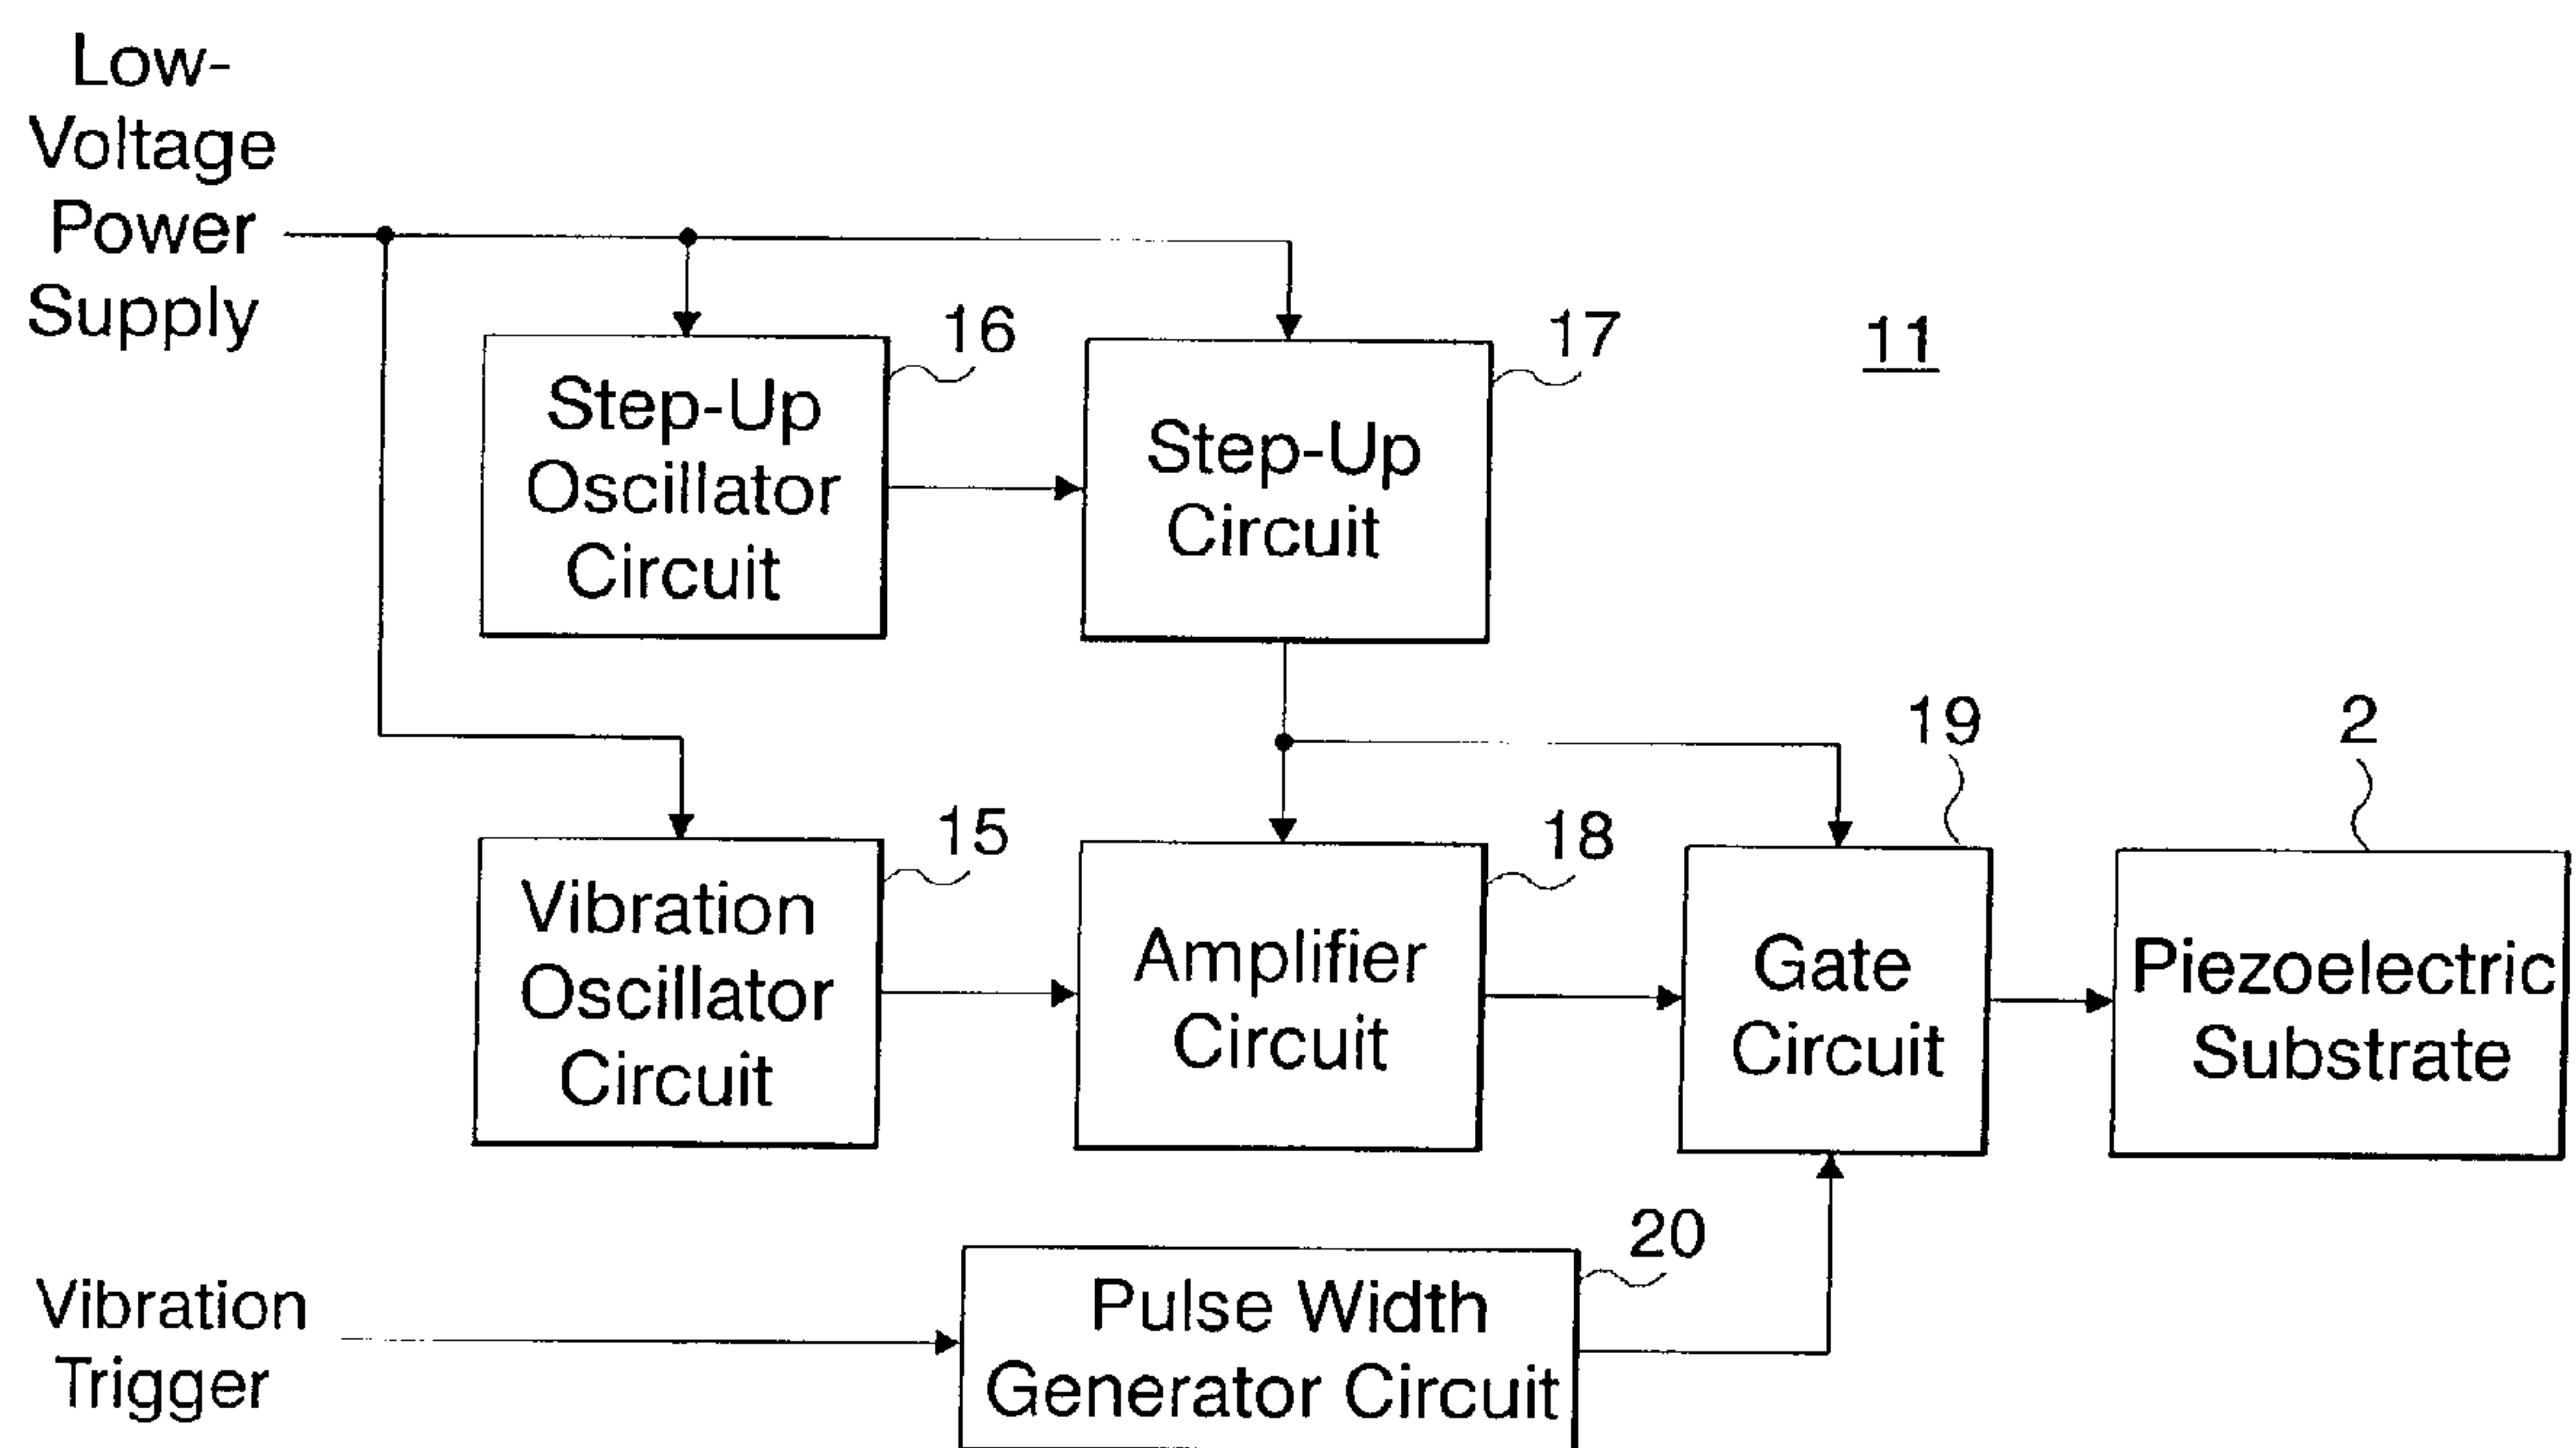 Low-
Voltage
Power
Supply
16
17
11
Step-Up
Oscillator
Circuit
Step-Up
Circuit
19
2
15
18
Vibration
Oscillator
Circuit
Amplifier
Circuit
Gate
Circuit
Piezoelectric
Substrate
20
Vibration
Trigger
Pulse Width
Generator Circuit